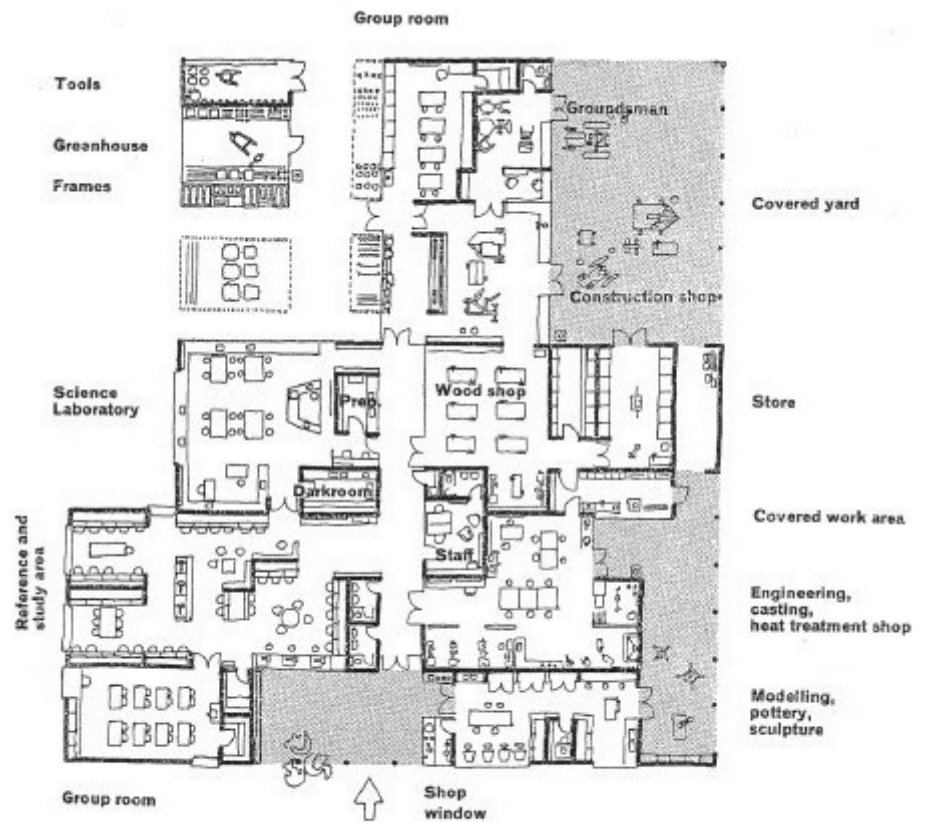 Group room
Tools
Groundsman
Greenhouse
Frames
Covered yard
Construction shop
Science
Laboratory
Prep.
Wood shop
Store
Darkroom
Covered work area
Reference and
study area
Staff
Engineering,
casting,
heat treatment shop
Modelling,
pottery,
sculpture
Group room
Shop
window